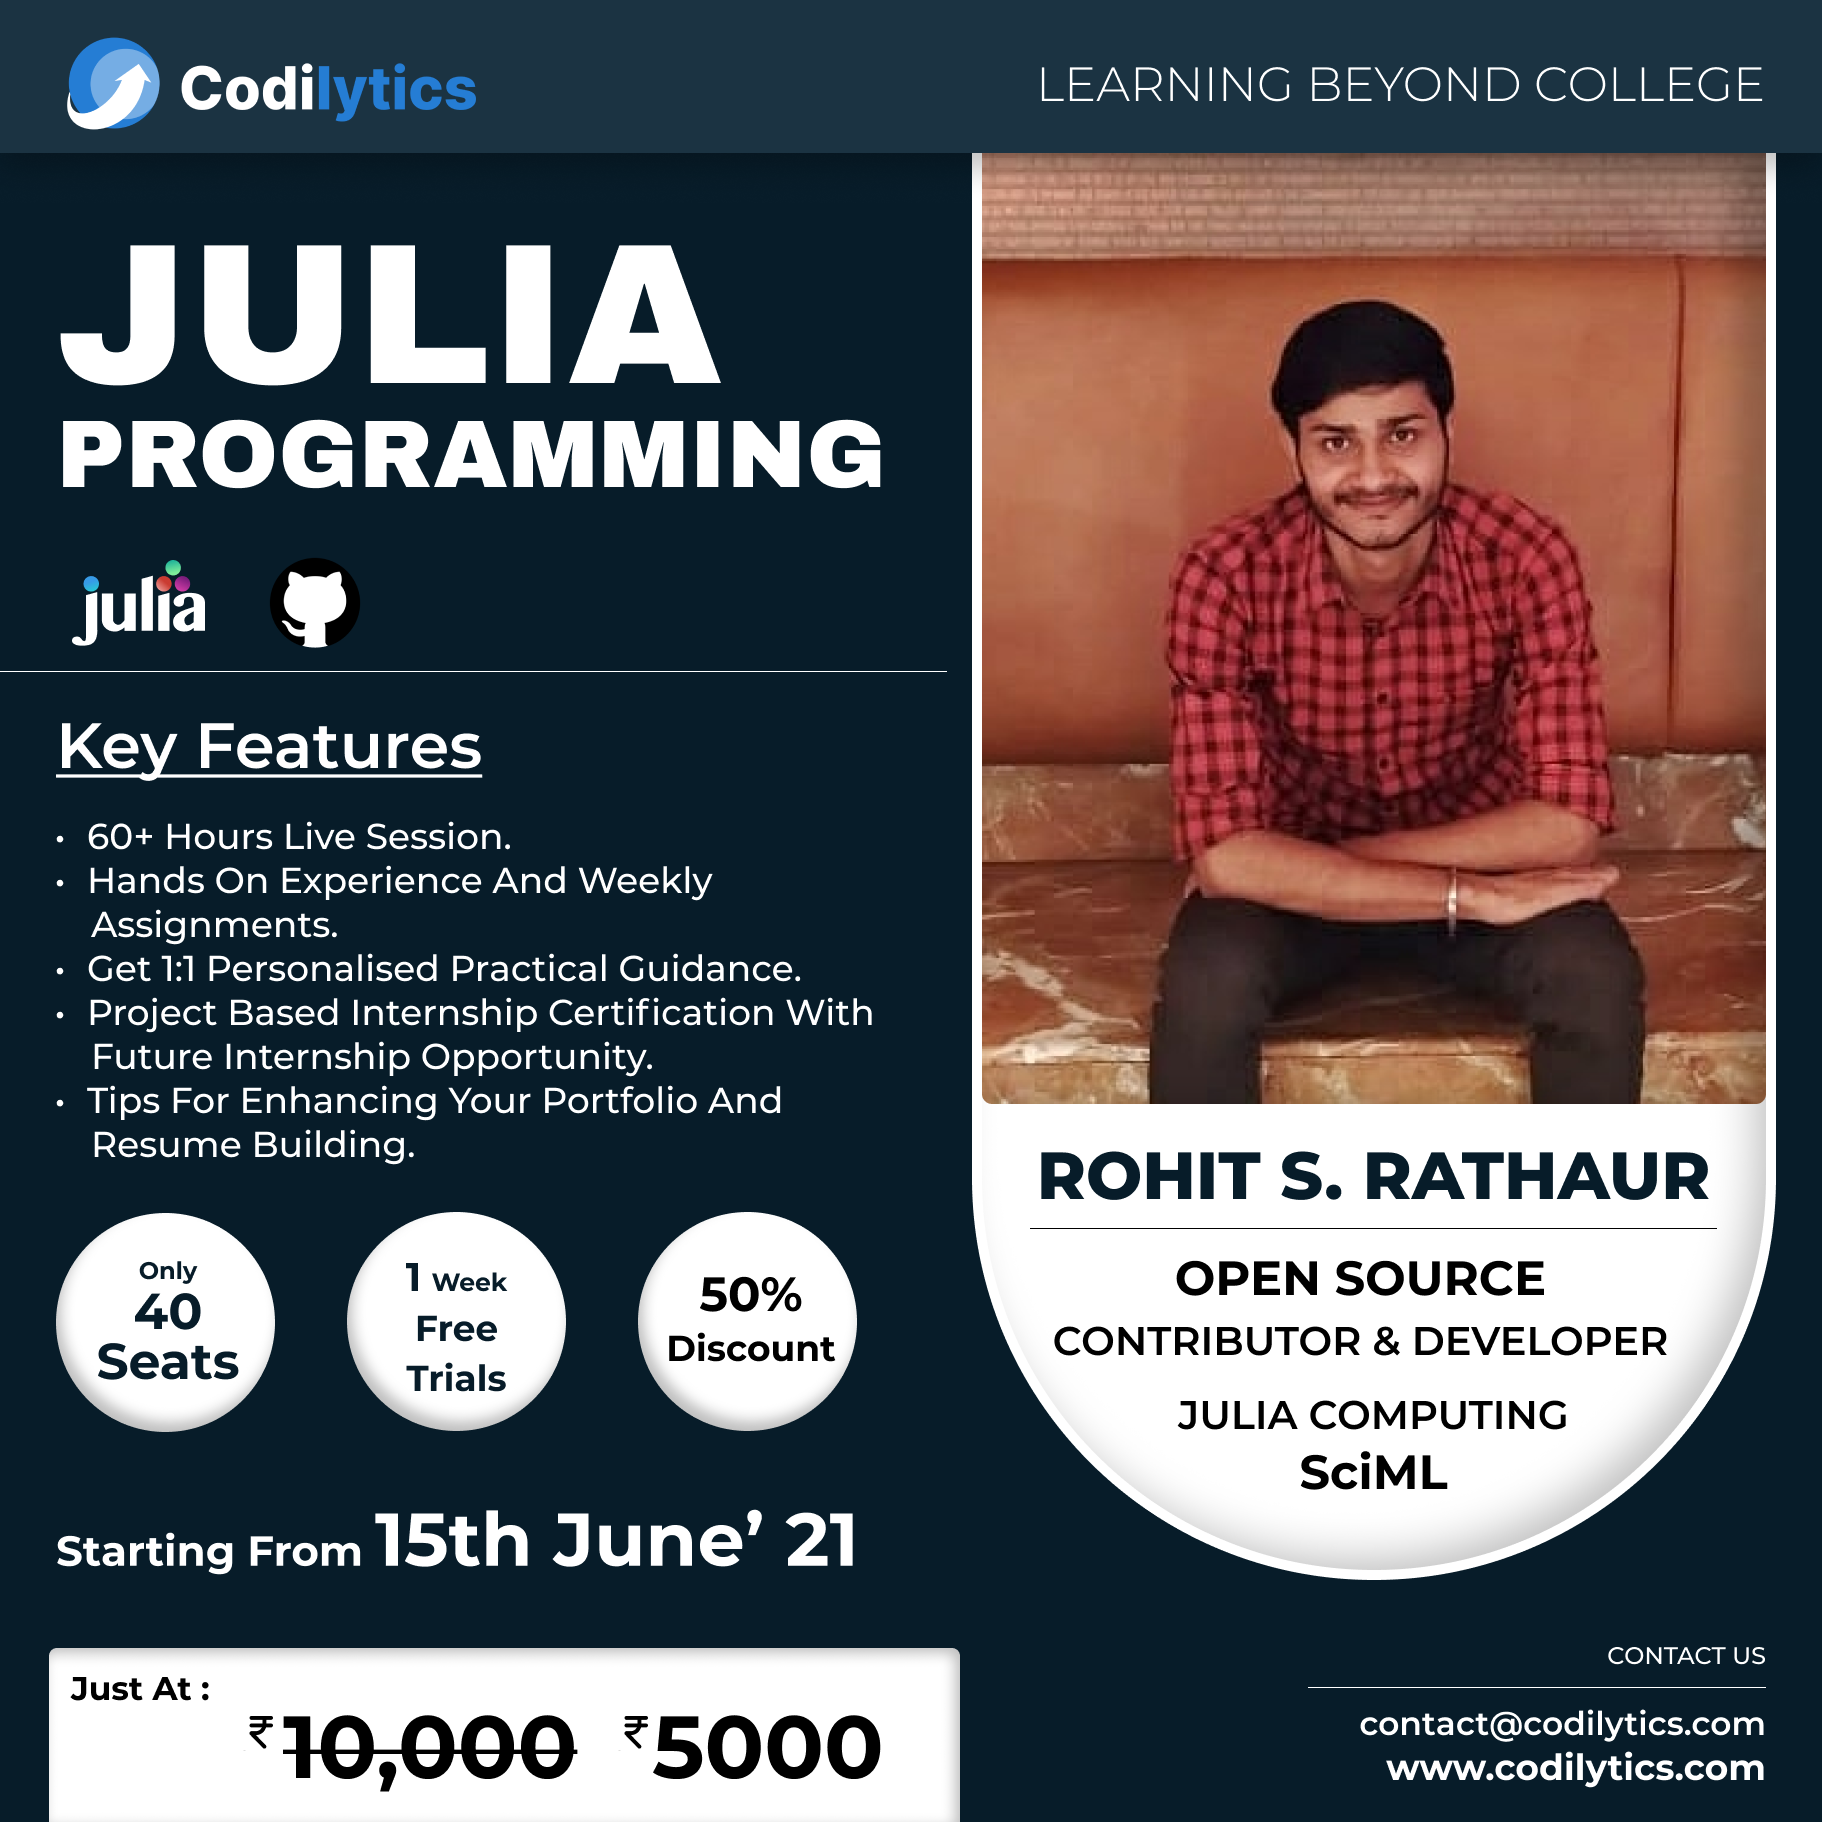 Codilytics
LEARNING BEYOND COLLEGE
JULIA
PROGRAMMING
julia
Key Features
• 60+ Hours Live Session.
• Hands On Experience And Weekly
Assignments.
• Get 1:1 Personalised Practical Guidance.
• Project Based Internship Certification With
Future Internship Opportunity.
• Tips For Enhancing Your Portfolio And
Resume Building.
Only
40
Seats
1 Week
Free
Trials
50%
Discount
Starting From 15th June’ 21
Just At :
₹10,000 ₹5000
ROHIT S. RATHAUR
OPEN SOURCE
CONTRIBUTOR & DEVELOPER
JULIA COMPUTING
SciML
CONTACT US
contact@codilytics.com
www.codilytics.com